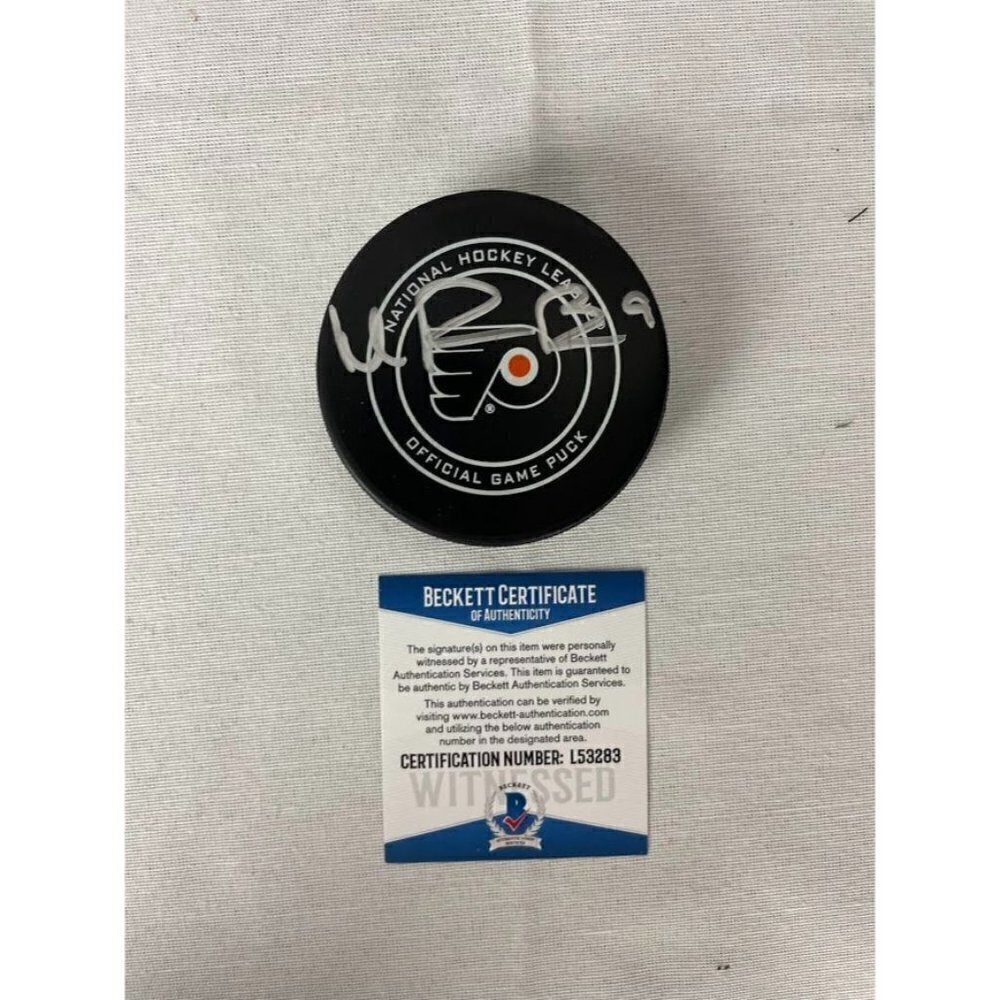 NATIONAL HOCKEY LEAGUE
9
OFFICIAL GAME PUCK
®
BECKETT CERTIFICATE
OF AUTHENTICITY
The signature(s) on this item were personally
witnessed by a representative of Beckett
Authentication Services. This item is guaranteed to
be authentic by Beckett Authentication Services.
This authentication can be verified by
visiting www.beckett-authentication.com
and utilizing the below authentication
number in the designated area.
CERTIFICATION NUMBER: L53283
WITNESSED
BECKETT
B